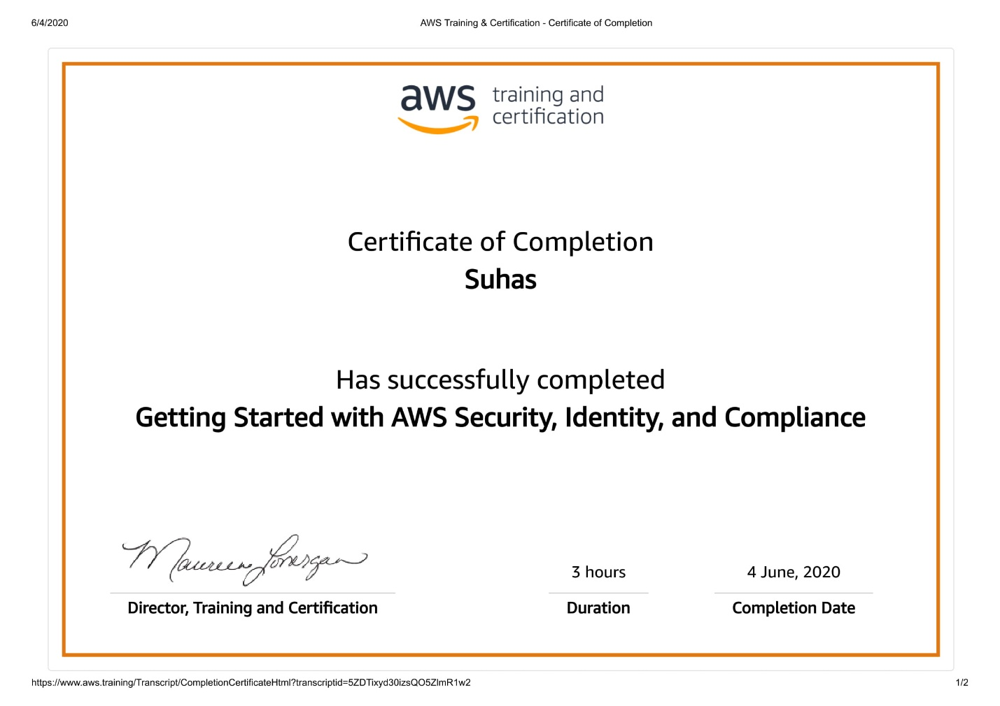 6/4/2020
AWS Training & Certification - Certificate of Completion
aws training and
certification
Certificate of Completion
Suhas
Has successfully completed
Getting Started with AWS Security, Identity, and Compliance
Maureen Lonergan
3 hours
4 June, 2020
Director, Training and Certification
Duration
Completion Date
https://www.aws.training/Transcript/CompletionCertificateHtml?transcriptid=5ZDTixyd30izsQO5ZlmR1w2
1/2